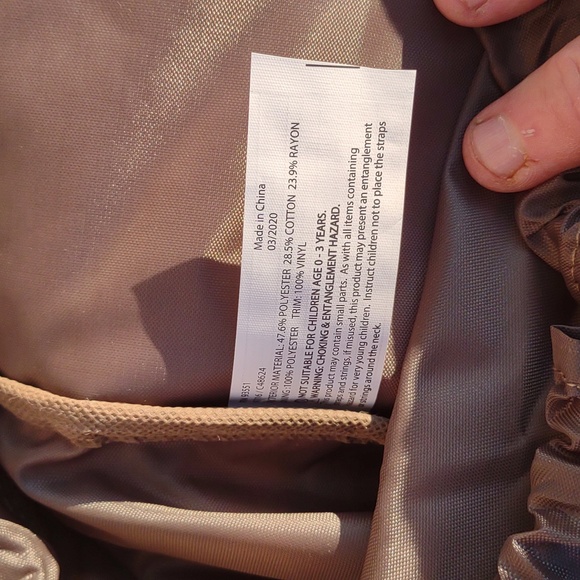 Made in China
03/2020
93551
/ C48624
MATERIAL: 47.6% POLYESTER 28.5% COTTON 23.9% RAYON
100% POLYESTER TRIM: 100% VINYL
NOT SUITABLE FOR CHILDREN AGE 0 - 3 YEARS.
WARNING: CHOKING & ENTANGLEMENT HAZARD.
product may contain small parts. As with all items containing
and strings, if misused, this product may present an entanglement
for very young children. Instruct children not to place the straps
strings around the neck.